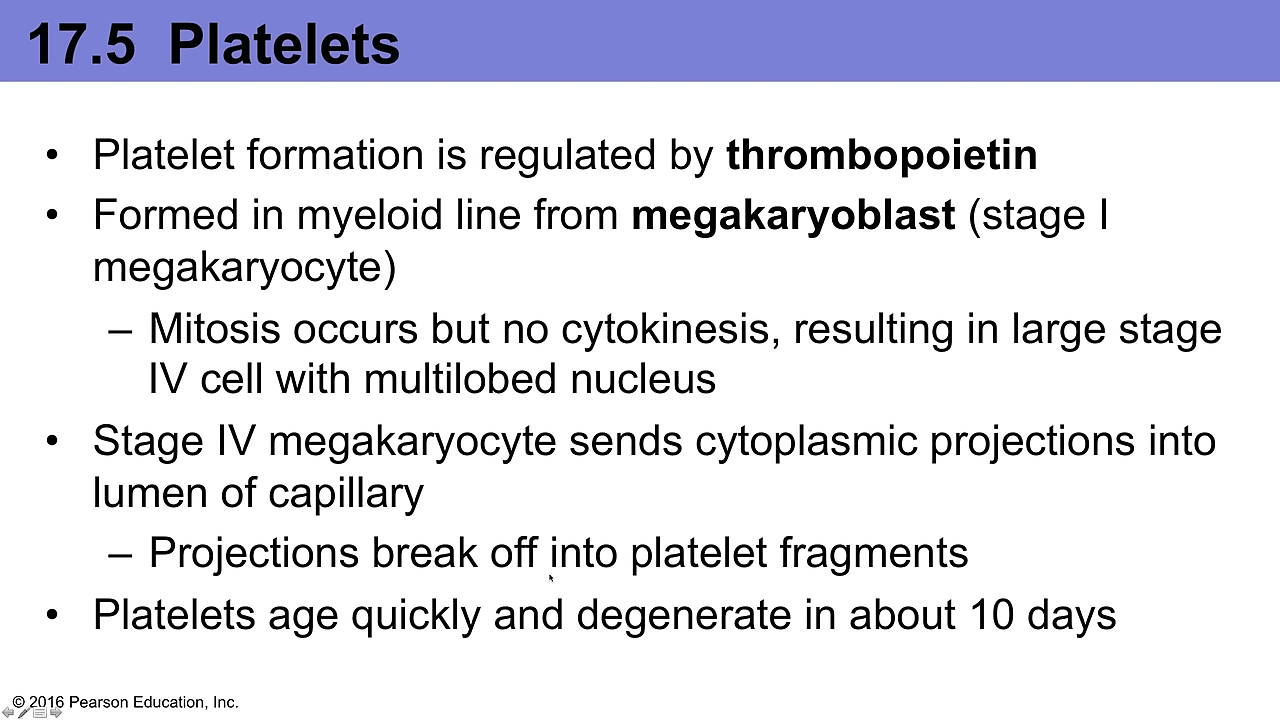 17.5 Platelets
• Platelet formation is regulated by thrombopoietin
• Formed in myeloid line from megakaryoblast (stage I
megakaryocyte)
– Mitosis occurs but no cytokinesis, resulting in large stage
IV cell with multilobed nucleus
• Stage IV megakaryocyte sends cytoplasmic projections into
lumen of capillary
– Projections break off into platelet fragments
• Platelets age quickly and degenerate in about 10 days
© 2016 Pearson Education, Inc.